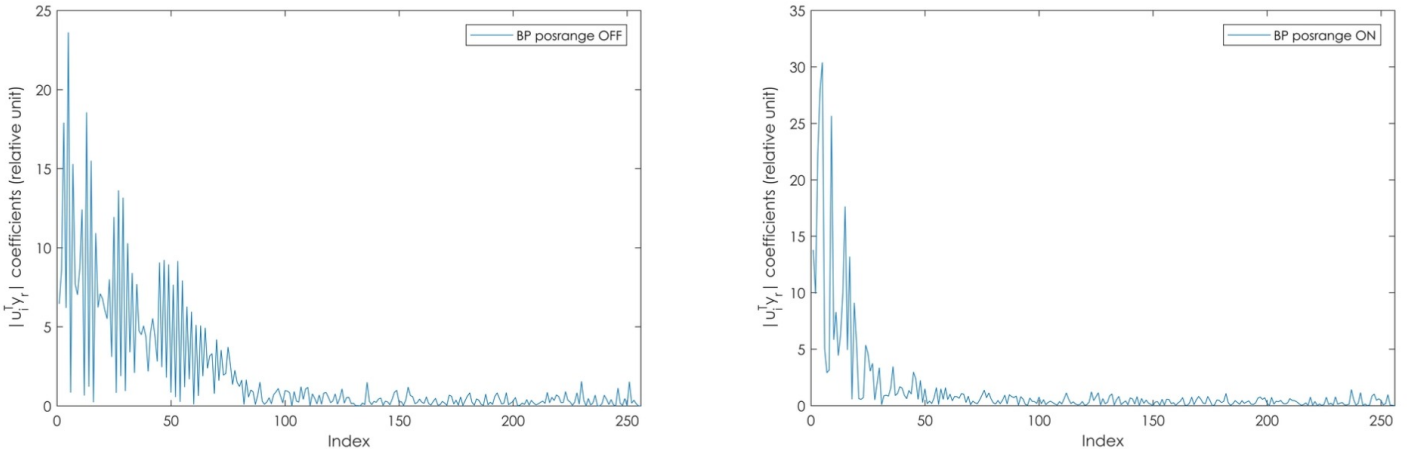 25
20
15
10
5
0
0 50 100 150 200 250
|uᵢᵀyᵣ| coefficients (relative unit)
Index
BP posrange OFF
35
30
25
20
15
10
5
0
0 50 100 150 200 250
|uᵢᵀyᵣ| coefficients (relative unit)
Index
BP posrange ON